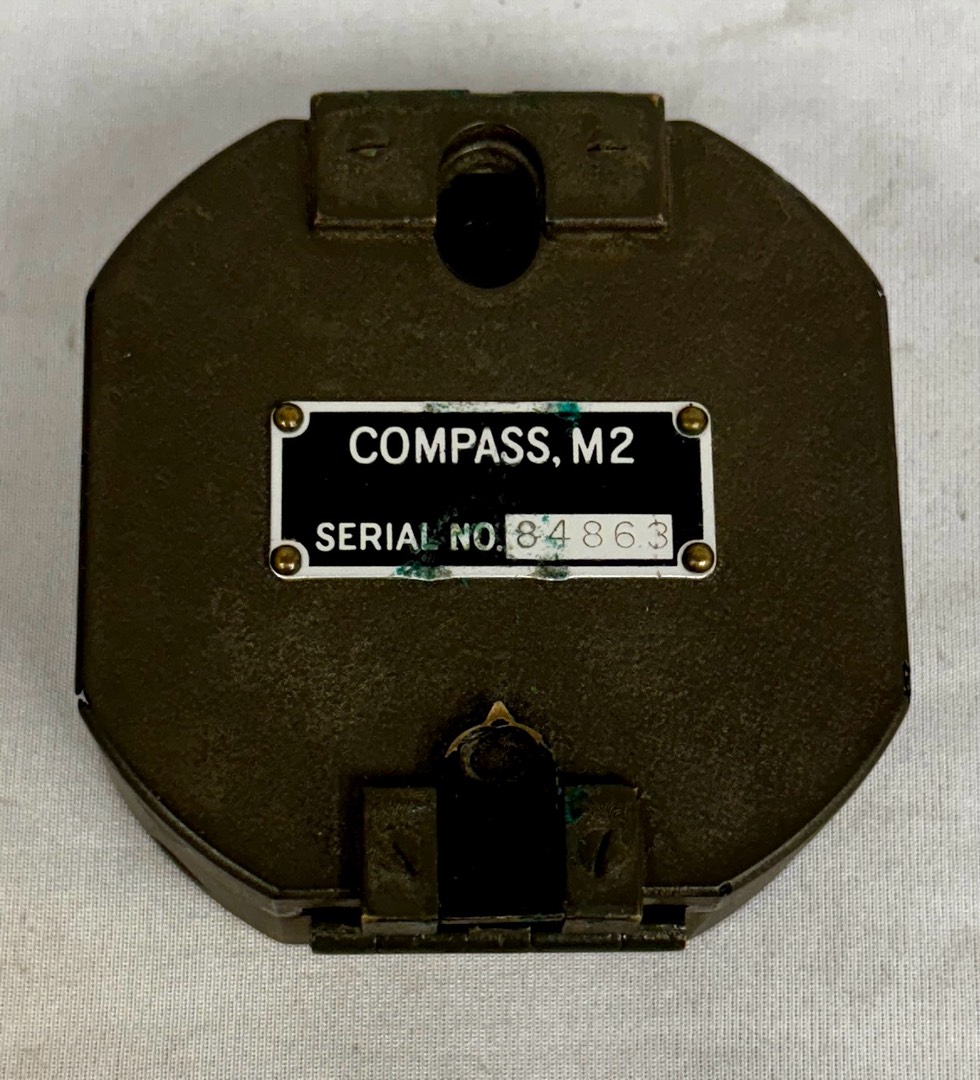 COMPASS, M2
SERIAL NO. 84863